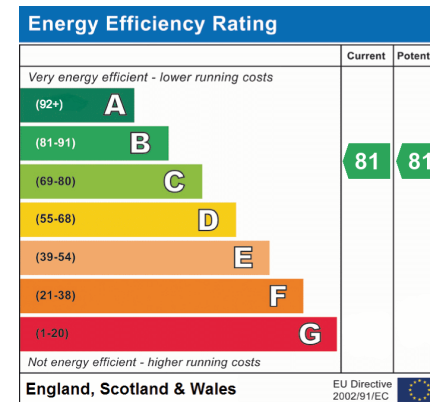 Energy Efficiency Rating
Current Potent
Very energy efficient - lower running costs
(92+) A
(81-91) B
(69-80) C
81 81
(55-68) D
(39-54) E
(21-38) F
(1-20) G
Not energy efficient - higher running costs
England, Scotland & Wales
EU Directive
2002/91/EC